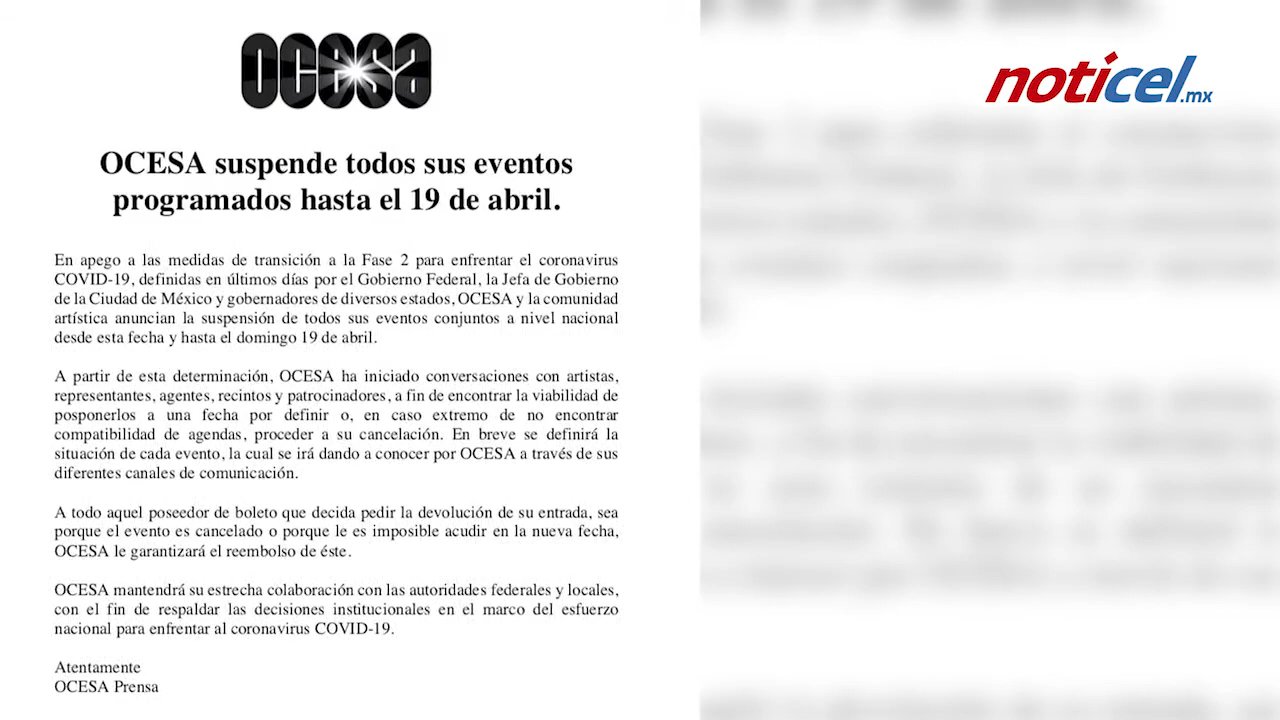 ocesa
noticel.mx
OCESA suspende todos sus eventos
programados hasta el 19 de abril.
En apego a las medidas de transición a la Fase 2 para enfrentar el coronavirus
COVID-19, definidas en últimos días por el Gobierno Federal, la Jefa de Gobierno
de la Ciudad de México y gobernadores de diversos estados, OCESA y la comunidad
artística anuncian la suspensión de todos sus eventos conjuntos a nivel nacional
desde esta fecha y hasta el domingo 19 de abril.
A partir de esta determinación, OCESA ha iniciado conversaciones con artistas,
representantes, agentes, recintos y patrocinadores, a fin de encontrar la viabilidad de
posponerlos a una fecha por definir o, en caso extremo de no encontrar
compatibilidad de agendas, proceder a su cancelación. En breve se definirá la
situación de cada evento, la cual se irá dando a conocer por OCESA a través de sus
diferentes canales de comunicación.
A todo aquel poseedor de boleto que decida pedir la devolución de su entrada, sea
porque el evento es cancelado o porque le es imposible acudir en la nueva fecha,
OCESA le garantizará el reembolso de éste.
OCESA mantendrá su estrecha colaboración con las autoridades federales y locales,
con el fin de respaldar las decisiones institucionales en el marco del esfuerzo
nacional para enfrentar al coronavirus COVID-19.
Atentamente
OCESA Prensa